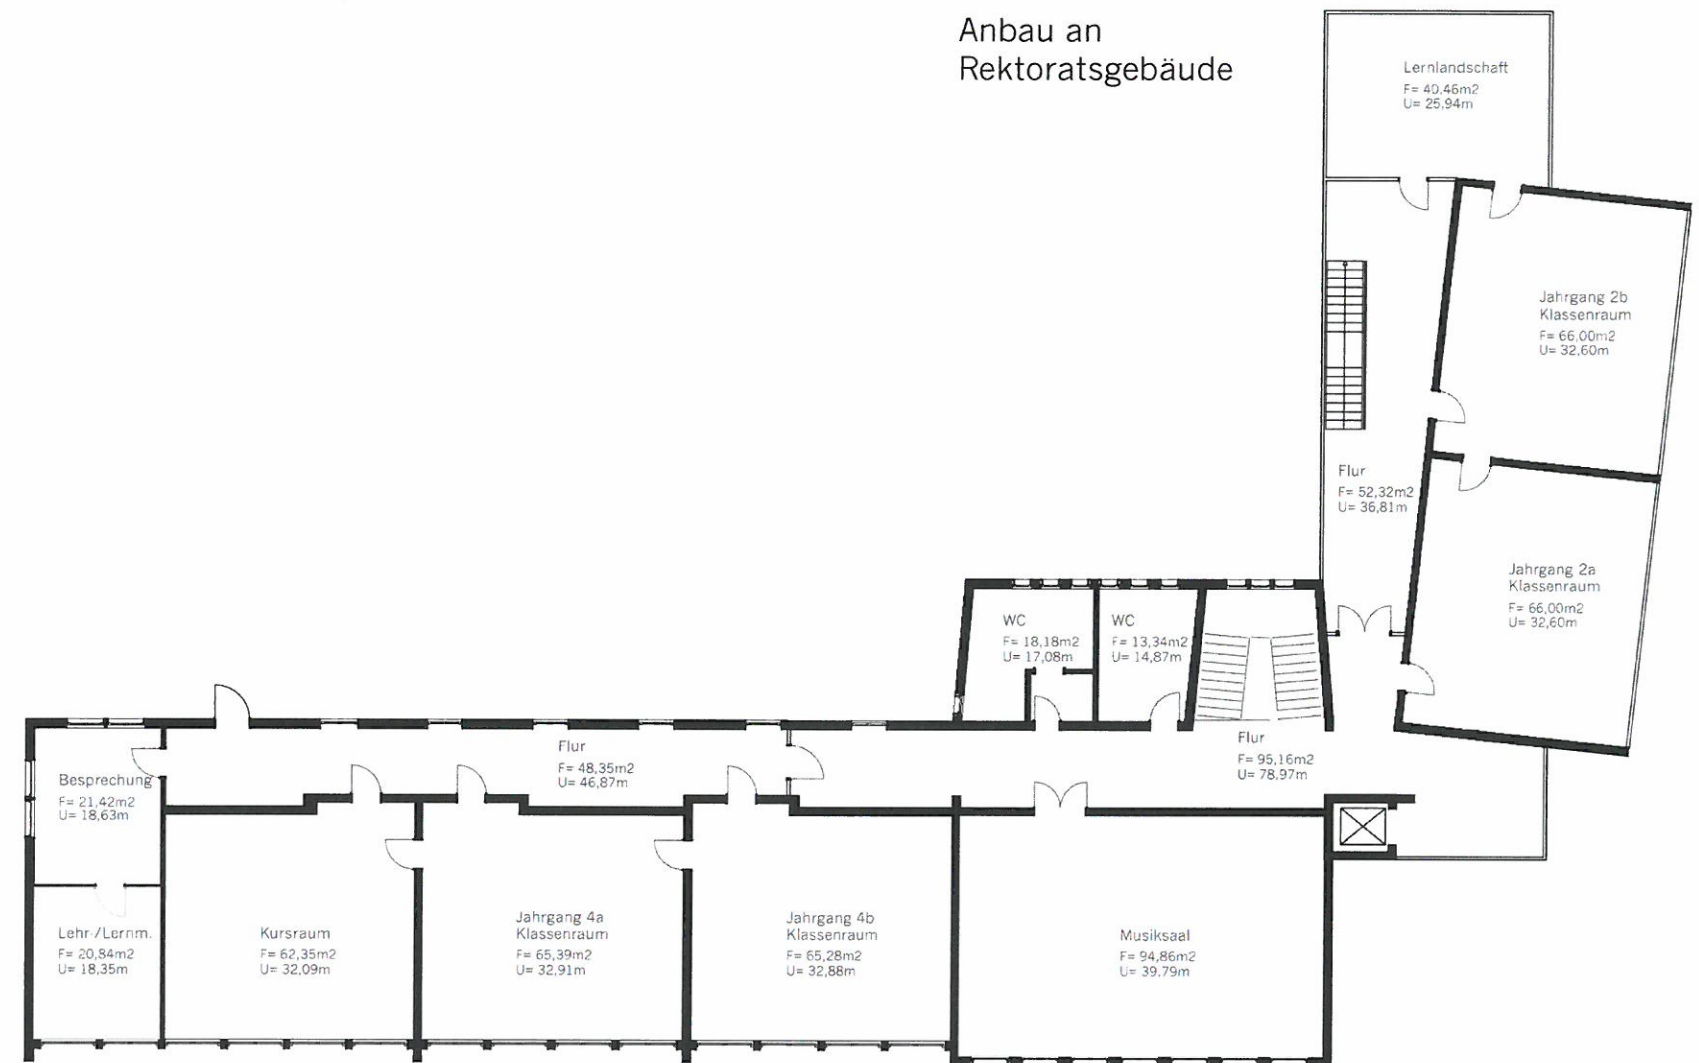 Anbau an
Rektoratsgebäude
Lernlandschaft
F= 40,46m2
U= 25,94m
Jahrgang 2b
Klassenraum
F= 66,00m2
U= 32,60m
Flur
F= 52,32m2
U= 36,81m
Jahrgang 2a
Klassenraum
F= 66,00m2
U= 32,60m
WC
F= 18,18m2
U= 17,08m
WC
F= 13,34m2
U= 14,87m
Flur
F= 95,16m2
U= 78,97m
Flur
F= 48,35m2
U= 46,87m
Besprechung
F= 21,42m2
U= 18,63m
Lehr-/Lernm.
F= 20,84m2
U= 18,35m
Kursraum
F= 62,35m2
U= 32,09m
Jahrgang 4a
Klassenraum
F= 65,39m2
U= 32,91m
Jahrgang 4b
Klassenraum
F= 65,28m2
U= 32,88m
Musiksaal
F= 94,86m2
U= 39,79m